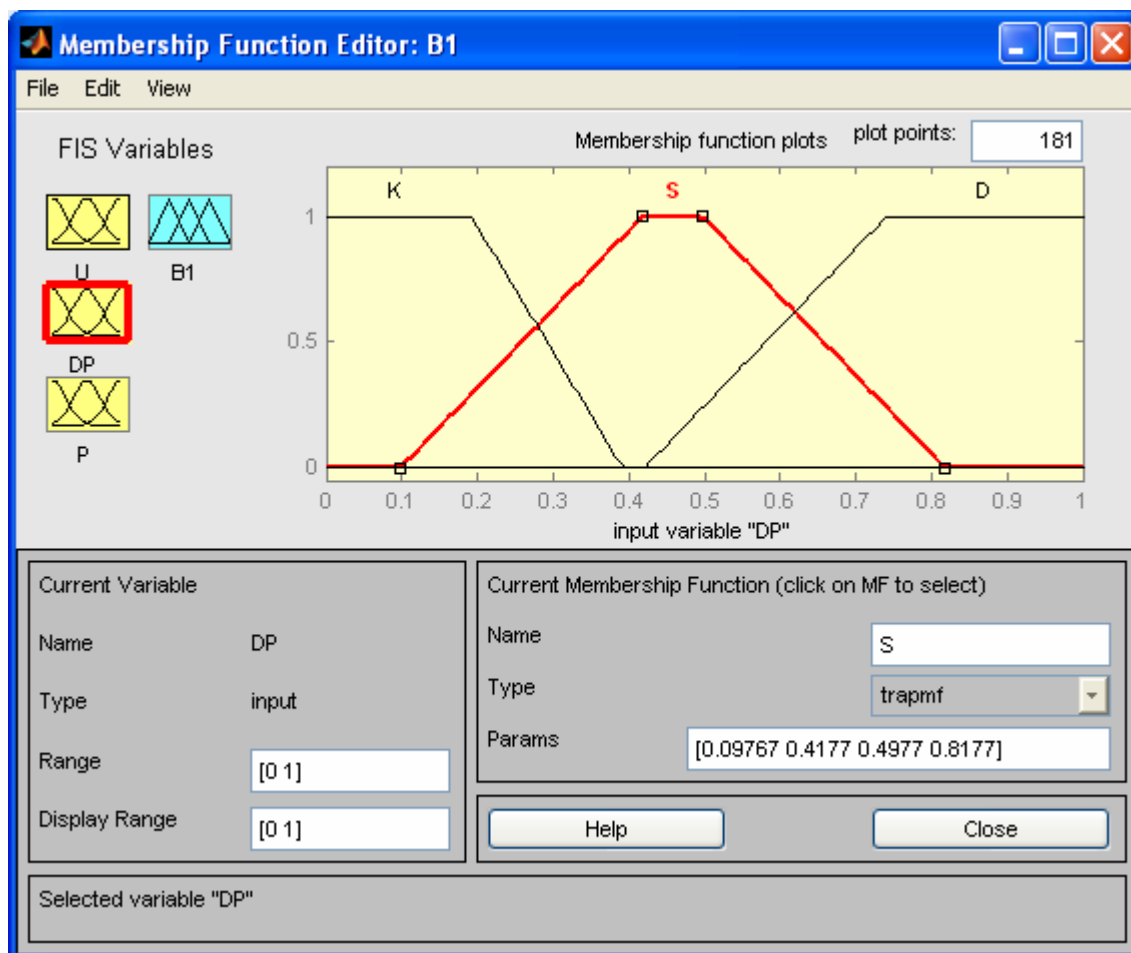 Membership Function Editor: B1
File Edit View
FIS Variables
Membership function plots plot points: 181
U B1
DP
P
K S D
1
0.5
0
0 0.1 0.2 0.3 0.4 0.5 0.6 0.7 0.8 0.9 1
input variable "DP"
Current Variable
Name DP
Type input
Range [0 1]
Display Range [0 1]
Current Membership Function (click on MF to select)
Name S
Type trapmf
Params [0.09767 0.4177 0.4977 0.8177]
Help Close
Selected variable "DP"